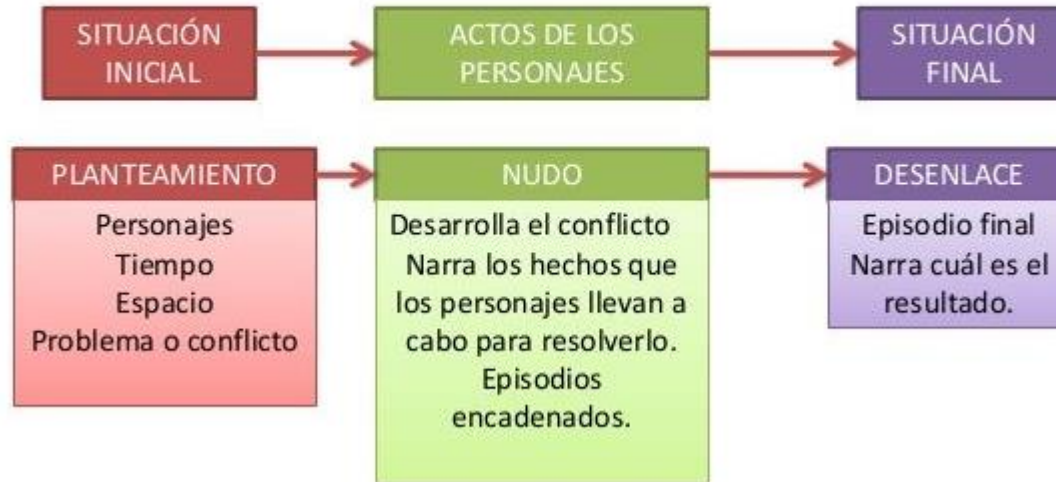 SITUACIÓN
INICIAL
ACTOS DE LOS
PERSONAJES
SITUACIÓN
FINAL
PLANTEAMIENTO
Personajes
Tiempo
Espacio
Problema o conflicto
NUDO
Desarrolla el conflicto
Narra los hechos que
los personajes llevan a
cabo para resolverlo.
Episodios
encadenados.
DESENLACE
Episodio final
Narra cuál es el
resultado.